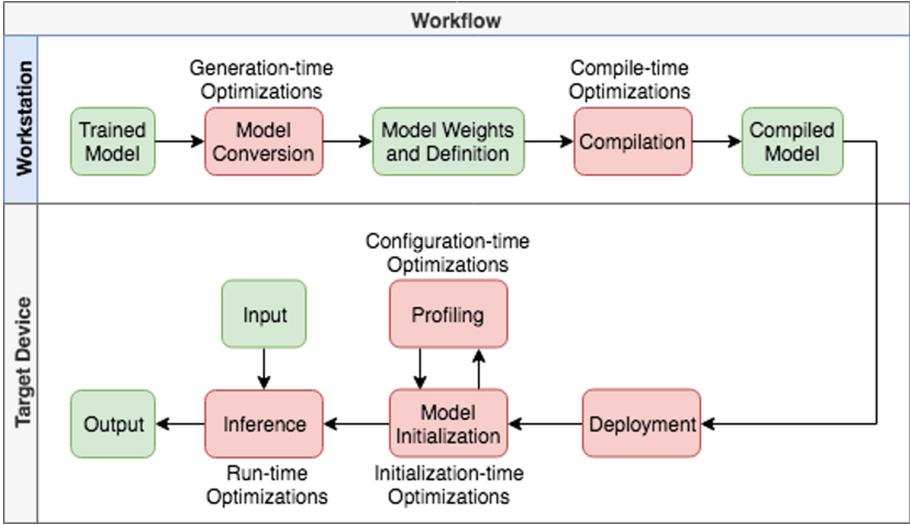 Workflow
Workstation
Generation-time
Optimizations
Compile-time
Optimizations
Trained
Model
Model
Conversion
Model Weights
and Definition
Compilation
Compiled
Model
Target Device
Configuration-time
Optimizations
Input
Profiling
Output
Inference
Model
Initialization
Deployment
Run-time
Optimizations
Initialization-time
Optimizations